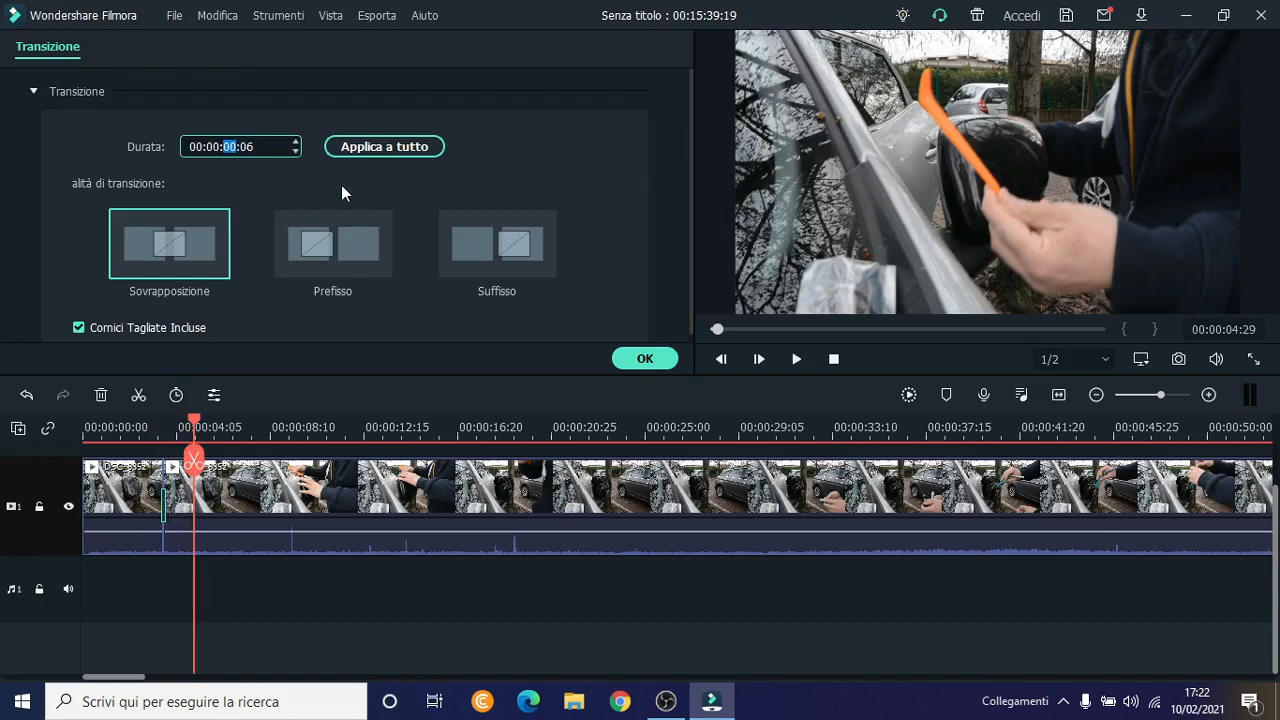 Wondershare Filmora File Modifica Strumenti Vista Esporta Aiuto Senza titolo : 00:15:39:19 Accedi
Transizione
Transizione
Durata: 00:00:00:06 Applica a tutto
alità di transizione:
Sovrapposizione Prefisso Suffisso
Cornici Tagliate Incluse
OK
00:00:04:29
1/2
00:00:00:00 00:00:04:05 00:00:08:10 00:00:12:15 00:00:16:20 00:00:20:25 00:00:25:00 00:00:29:05 00:00:33:10 00:00:37:15 00:00:41:20 00:00:45:25 00:00:50:00
1
1
Scrivi qui per eseguire la ricerca
Collegamenti
17:22
10/02/2021
1